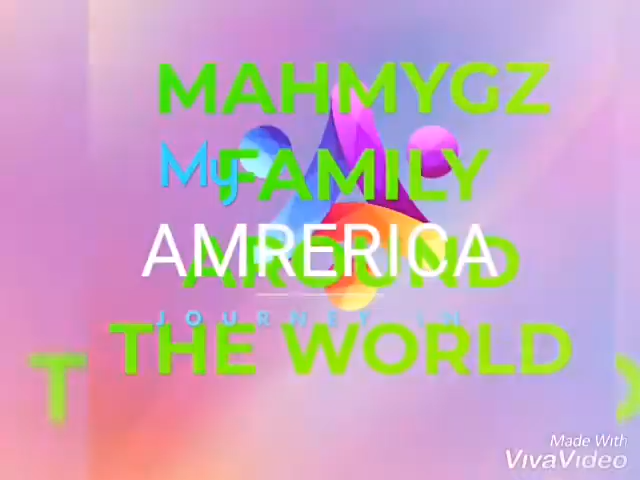 MAHMYGZ
My FAMILY
AMRERICA
AROUND
JOURNEY IN
THE WORLD
T
Made With
VivaVideo